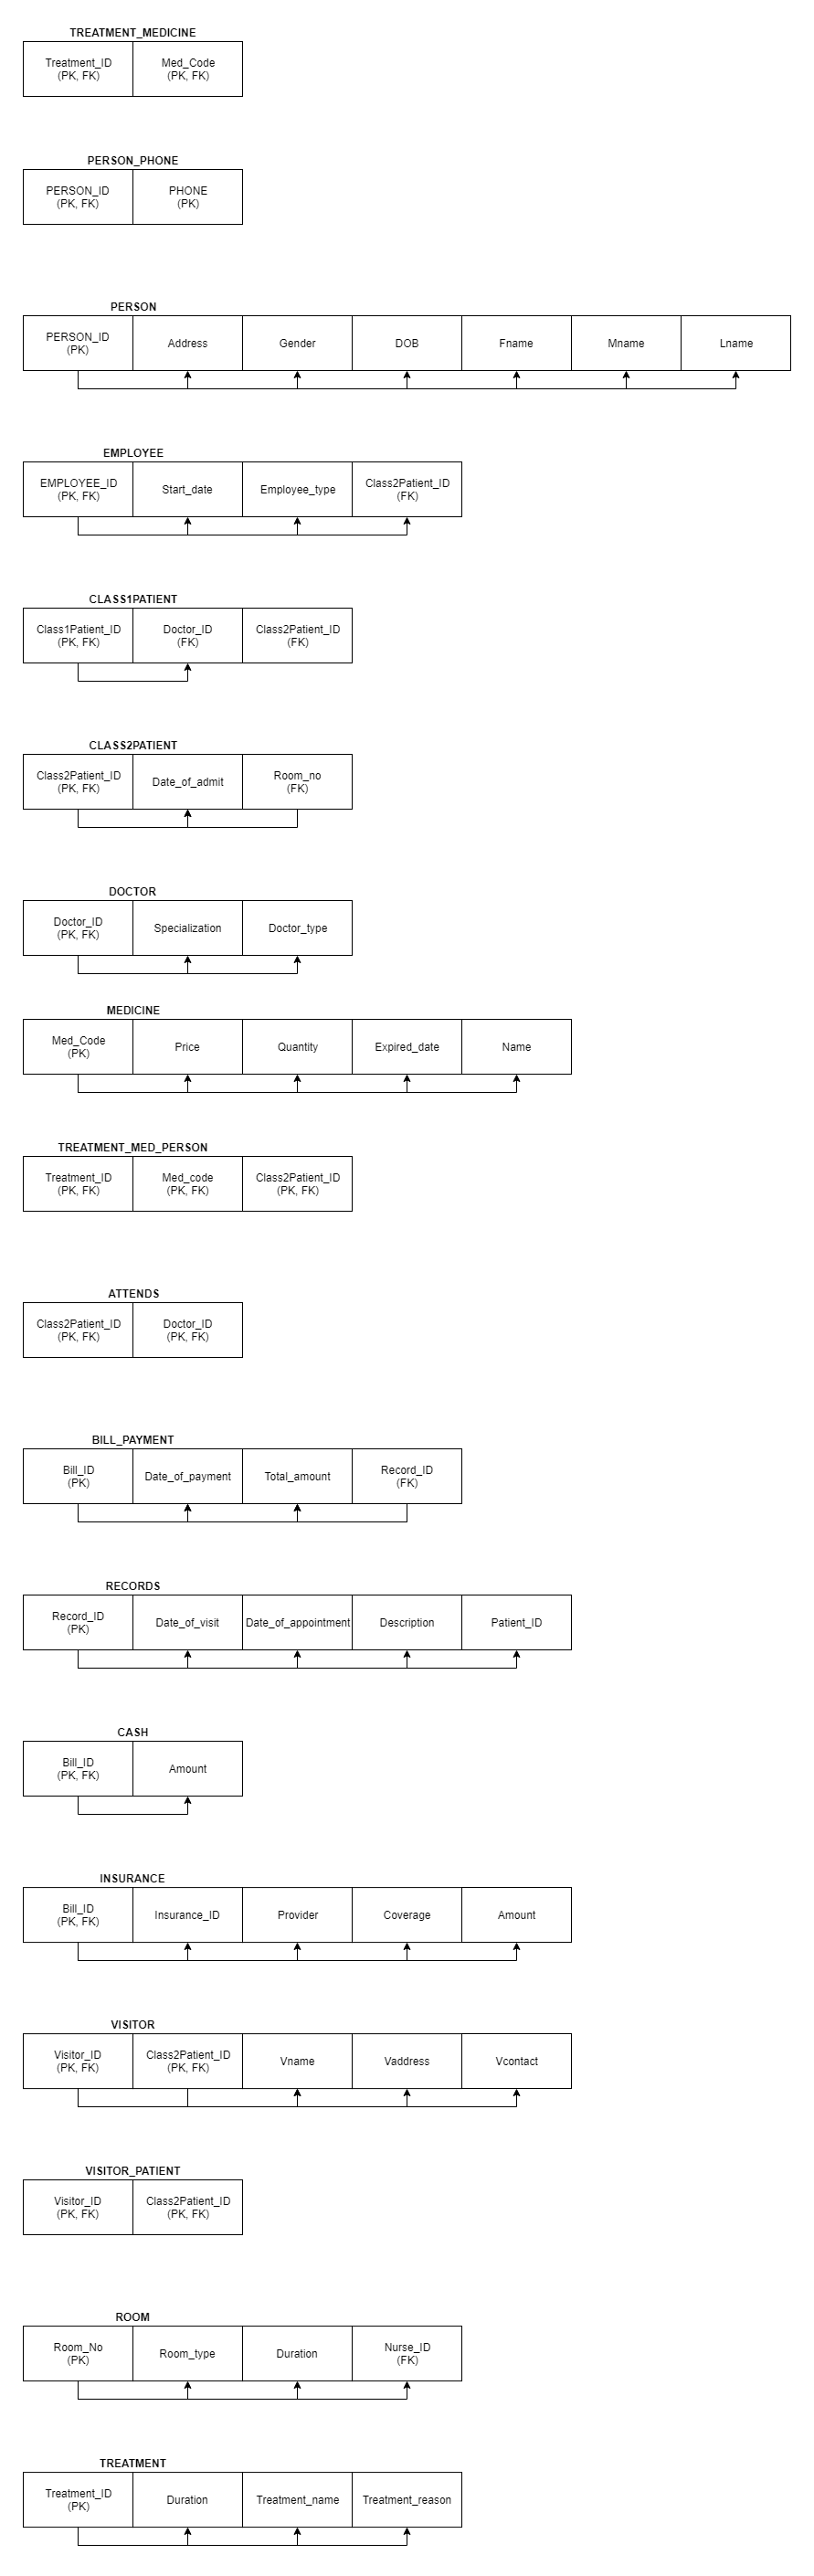 TREATMENT_MEDICINE
Treatment_ID Med_Code
(PK, FK) (PK, FK)
PERSON_PHONE
PERSON_ID PHONE
(PK, FK) (PK)
PERSON
PERSON_ID
(PK) Address Gender DOB Fname Mname Lname
EMPLOYEE
EMPLOYEE_ID Start_date Employee_type Class2Patient_ID
(PK, FK) (FK)
CLASS1PATIENT
Class1Patient_ID Doctor_ID Class2Patient_ID
(PK, FK) (FK) (FK)
CLASS2PATIENT
Class2Patient_ID Date_of_admit Room_no
(PK, FK) (FK)
DOCTOR
Doctor_ID Specialization Doctor_type
(PK, FK)
MEDICINE
Med_Code Price Quantity Expired_date Name
(PK)
TREATMENT_MED_PERSON
Treatment_ID Med_code Class2Patient_ID
(PK, FK) (PK, FK) (PK, FK)
ATTENDS
Class2Patient_ID Doctor_ID
(PK, FK) (PK, FK)
BILL_PAYMENT
Bill_ID Date_of_payment Total_amount Record_ID
(PK) (FK)
RECORDS
Record_ID Date_of_visit Date_of_appointment Description Patient_ID
(PK)
CASH
Bill_ID Amount
(PK, FK)
INSURANCE
Bill_ID Insurance_ID Provider Coverage Amount
(PK, FK)
VISITOR
Visitor_ID Class2Patient_ID Vname Vaddress Vcontact
(PK, FK) (PK, FK)
VISITOR_PATIENT
Visitor_ID Class2Patient_ID
(PK, FK) (PK, FK)
ROOM
Room_No Room_type Duration Nurse_ID
(PK) (FK)
TREATMENT
Treatment_ID Duration Treatment_name Treatment_reason
(PK)